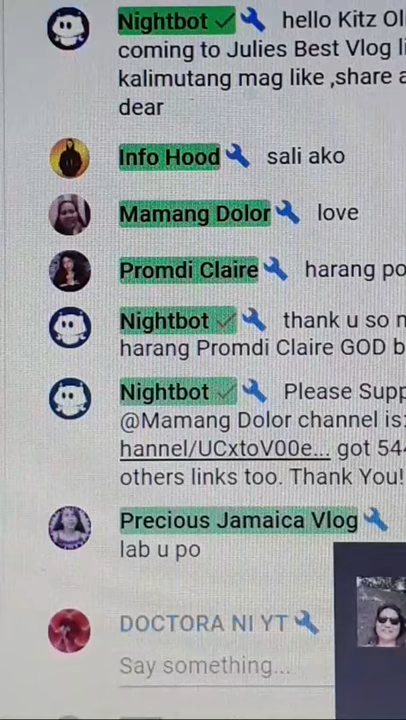 Nightbot hello Kitz Ol
coming to Julies Best Vlog li
kalimutang mag like ,share a
dear
Info Hood sali ako
Mamang Dolor love
Promdi Claire harang po
Nightbot thank u so m
harang Promdi Claire GOD b
Nightbot Please Supp
@Mamang Dolor channel is:
hannel/UCxtoV00e... got 544
others links too. Thank You!
Precious Jamaica Vlog
lab u po
DOCTORA NI YT
Say something...